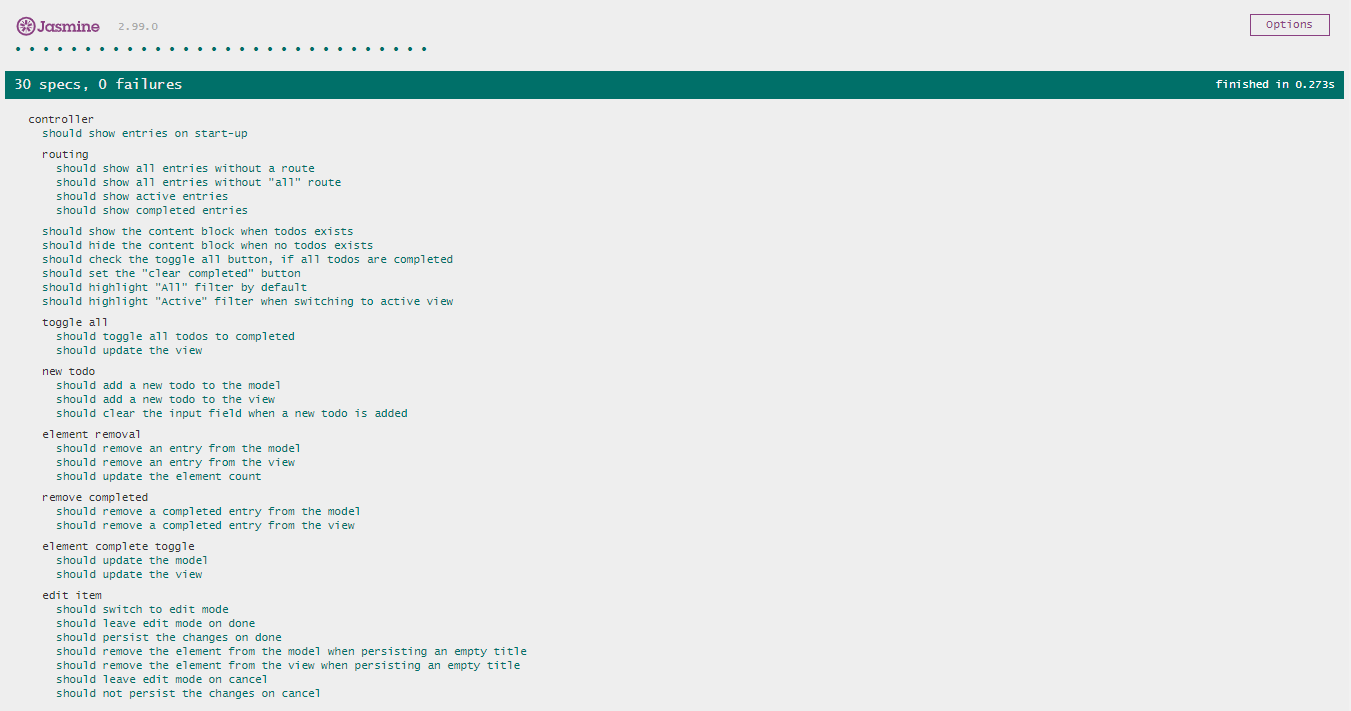 Jasmine 2.99.0 Options
• • • • • • • • • • • • • • • • • • • • • • • • • • • • • •
30 specs, 0 failures finished in 0.273s
controller
should show entries on start-up
routing
should show all entries without a route
should show all entries without "all" route
should show active entries
should show completed entries
should show the content block when todos exists
should hide the content block when no todos exists
should check the toggle all button, if all todos are completed
should set the "clear completed" button
should highlight "All" filter by default
should highlight "Active" filter when switching to active view
toggle all
should toggle all todos to completed
should update the view
new todo
should add a new todo to the model
should add a new todo to the view
should clear the input field when a new todo is added
element removal
should remove an entry from the model
should remove an entry from the view
should update the element count
remove completed
should remove a completed entry from the model
should remove a completed entry from the view
element complete toggle
should update the model
should update the view
edit item
should switch to edit mode
should leave edit mode on done
should persist the changes on done
should remove the element from the model when persisting an empty title
should remove the element from the view when persisting an empty title
should leave edit mode on cancel
should not persist the changes on cancel